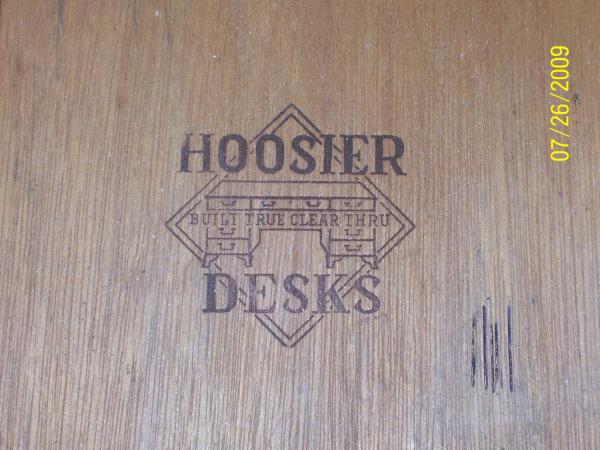 HOOSIER
BUILT TRUE CLEAR THRU
DESKS
07/26/2009